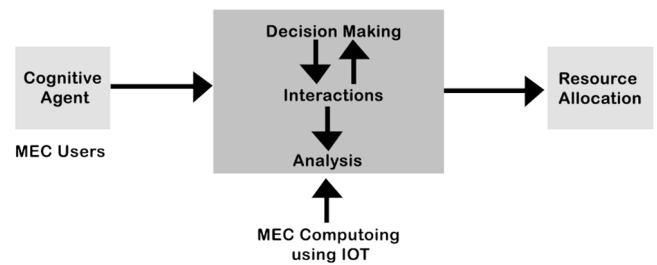 Cognitive
Agent
MEC Users
Decision Making
Interactions
Analysis
MEC Computoing
using IOT
Resource
Allocation